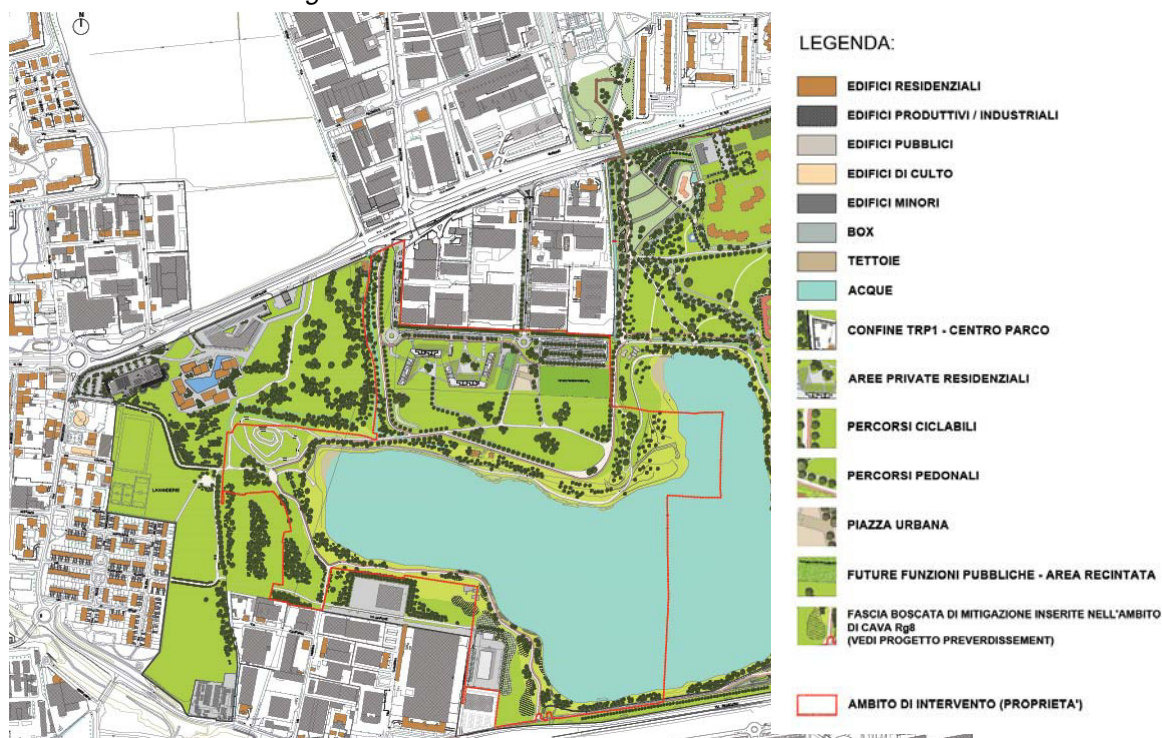 N
LAVANDERIE
LEGENDA:
EDIFICI RESIDENZIALI
EDIFICI PRODUTTIVI / INDUSTRIALI
EDIFICI PUBBLICI
EDIFICI DI CULTO
EDIFICI MINORI
BOX
TETTOIE
ACQUE
CONFINE TRP1 - CENTRO PARCO
AREE PRIVATE RESIDENZIALI
PERCORSI CICLABILI
PERCORSI PEDONALI
PIAZZA URBANA
FUTURE FUNZIONI PUBBLICHE - AREA RECINTATA
FASCIA BOSCATA DI MITIGAZIONE INSERITE NELL'AMBITO
DI CAVA Rg8
(VEDI PROGETTO PREVERDISSEMENT)
AMBITO DI INTERVENTO (PROPRIETA')